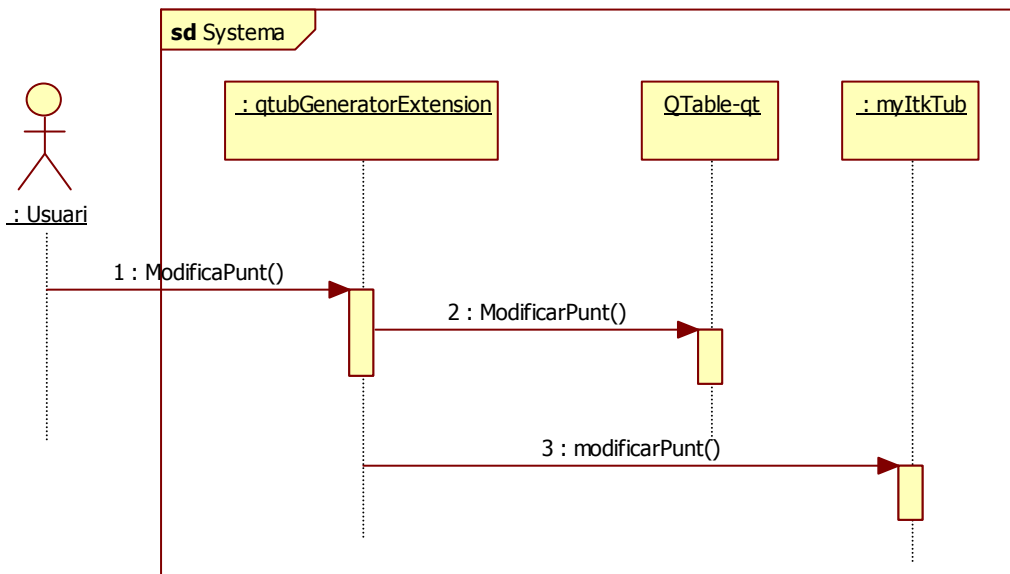 sd Systema
: qtubGeneratorExtension
QTable-qt
: myItkTub
: Usuari
1 : ModificaPunt()
2 : ModificarPunt()
3 : modificarPunt()